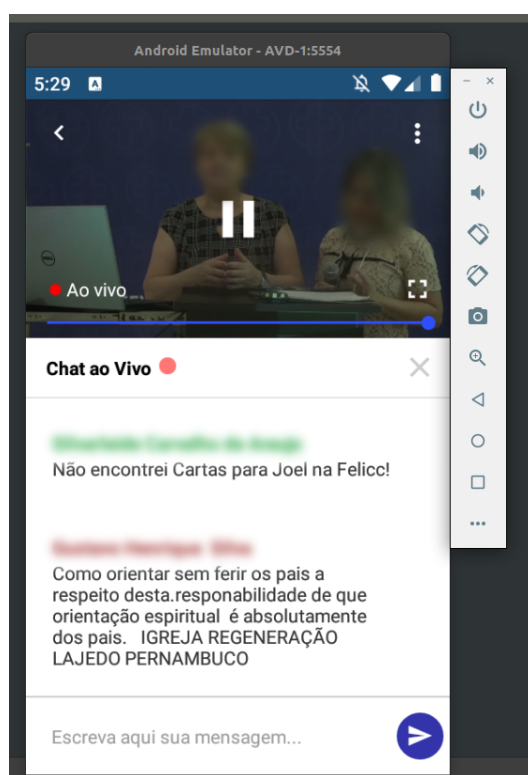 Android Emulator - AVD-1:5554
5:29
A
DELL
Ao vivo
Chat ao Vivo
Não encontrei Cartas para Joel na Felicc!
Como orientar sem ferir os pais a
respeito desta.responabilidade de que
orientação espiritual é absolutamente
dos pais. IGREJA REGENERAÇÃO
LAJEDO PERNAMBUCO
Escreva aqui sua mensagem...